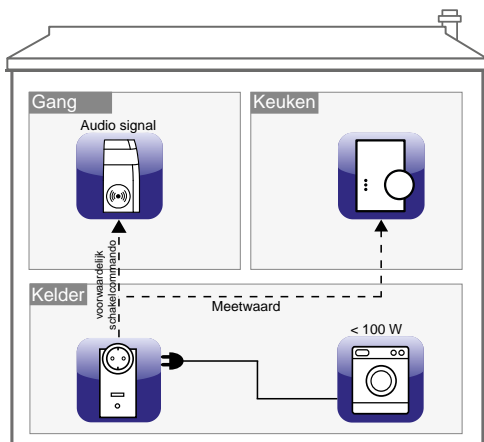 Gang
Keuken
Audio signal
voorwaardelijk
schakelcommando
Kelder
Meetwaard
< 100 W